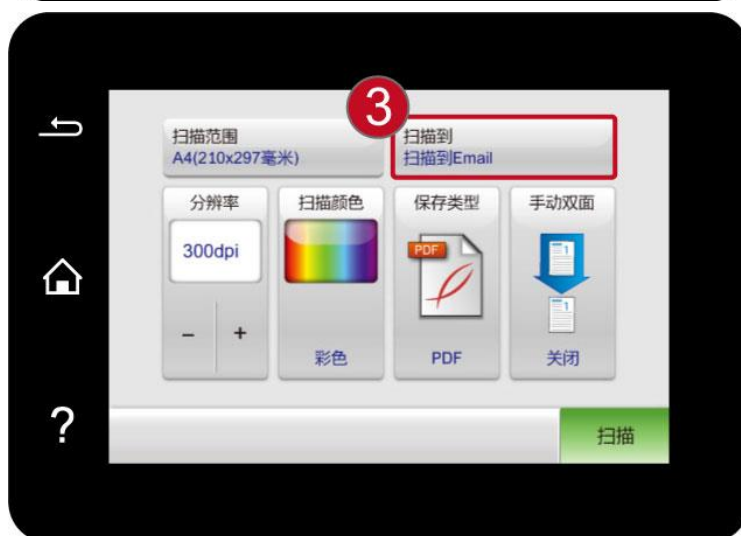 3
扫描范围
A4(210x297毫米)
扫描到
扫描到Email
分辨率
300dpi
- +
扫描颜色
彩色
保存类型
PDF
PDF
手动双面
1
1
关闭
?
扫描